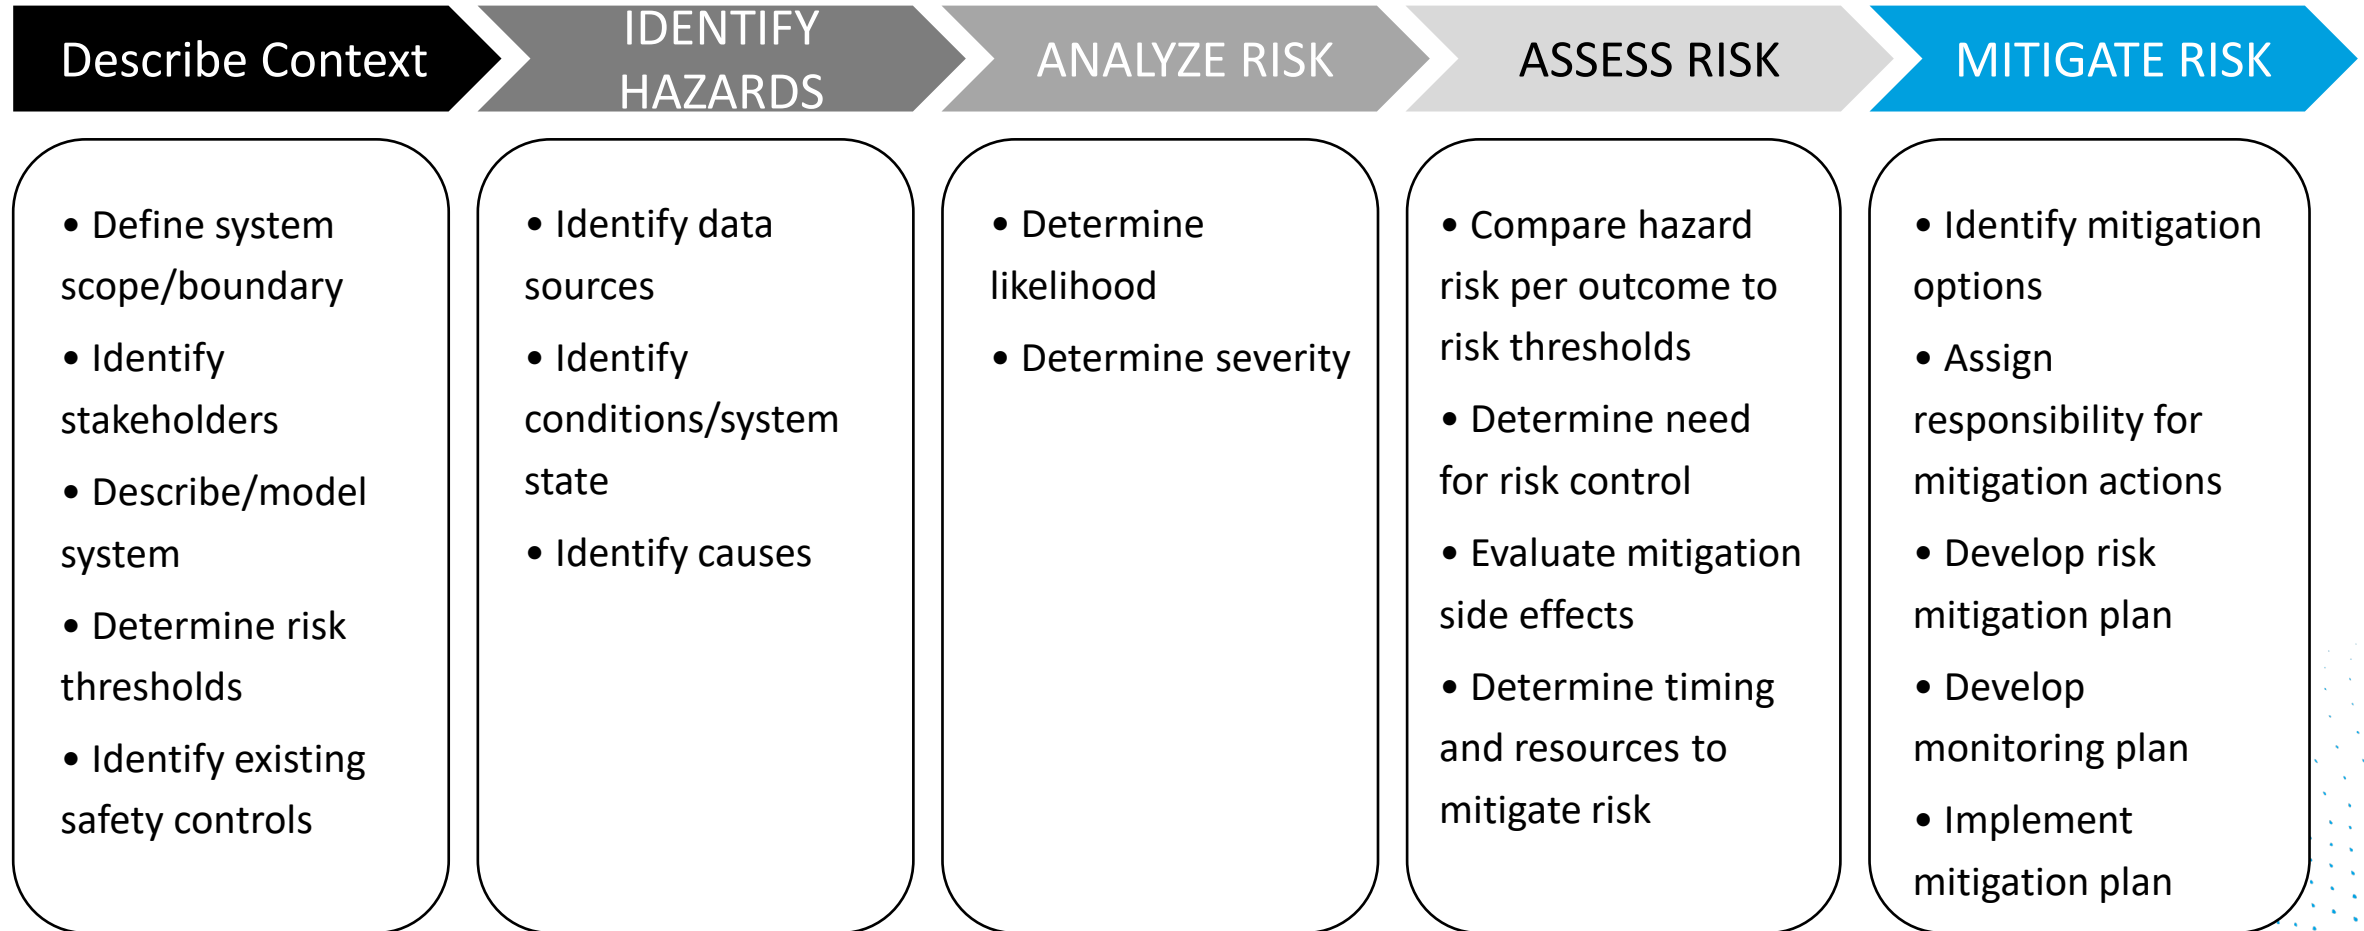 Describe Context
IDENTIFY
HAZARDS
ANALYZE RISK
ASSESS RISK
MITIGATE RISK
• Define system
scope/boundary
• Identify
stakeholders
• Describe/model
system
• Determine risk
thresholds
• Identify existing
safety controls
• Identify data
sources
• Identify
conditions/system
state
• Identify causes
• Determine
likelihood
• Determine severity
• Compare hazard
risk per outcome to
risk thresholds
• Determine need
for risk control
• Evaluate mitigation
side effects
• Determine timing
and resources to
mitigate risk
• Identify mitigation
options
• Assign
responsibility for
mitigation actions
• Develop risk
mitigation plan
• Develop
monitoring plan
• Implement
mitigation plan